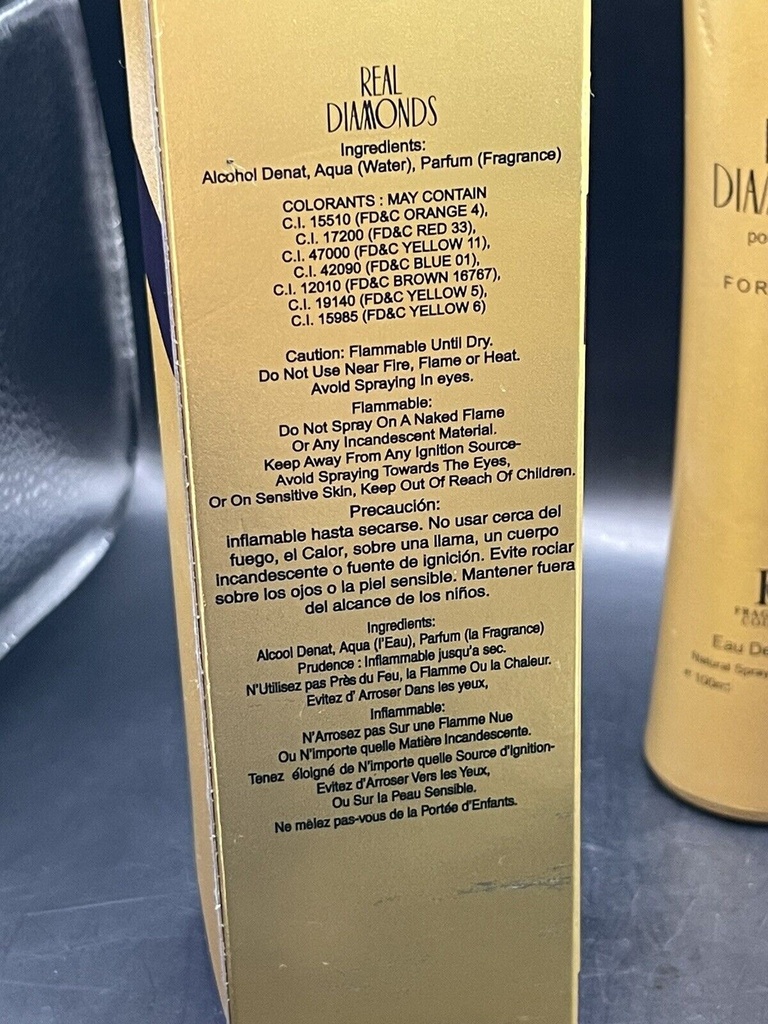 REAL
DIAMONDS
Ingredients:
Alcohol Denat, Aqua (Water), Parfum (Fragrance)
COLORANTS : MAY CONTAIN
C.I. 15510 (FD&C ORANGE 4),
C.I. 17200 (FD&C RED 33),
C.I. 47000 (FD&C YELLOW 11),
C.I. 42090 (FD&C BLUE 01),
C.I. 12010 (FD&C BROWN 16767),
C.I. 19140 (FD&C YELLOW 5),
C.I. 15985 (FD&C YELLOW 6)
Caution: Flammable Until Dry.
Do Not Use Near Fire, Flame or Heat.
Avoid Spraying In eyes.
Flammable:
Do Not Spray On A Naked Flame
Or Any Incandescent Material.
Keep Away From Any Ignition Source-
Avoid Spraying Towards The Eyes,
Or On Sensitive Skin, Keep Out Of Reach Of Children.
Precaución:
inflamable hasta secarse. No usar cerca del
fuego, el Calor, sobre una llama, un cuerpo
incandescente o fuente de ignición. Evite rociar
sobre los ojos o la piel sensible. Mantener fuera
del alcance de los niños.
Ingredients:
Alcool Denat, Aqua (l'Eau), Parfum (la Fragrance)
Prudence : Inflammable jusqu'a sec.
N'Utilisez pas Près du Feu, la Flamme Ou la Chaleur.
Evitez d' Arroser Dans les yeux,
Inflammable:
N'Arrosez pas Sur une Flamme Nue
Ou N'importe quelle Matière Incandescente.
Tenez éloigné de N'importe quelle Source d'Ignition-
Evitez d'Arroser Vers les Yeux,
Ou Sur la Peau Sensible.
Ne mèlez pas-vous de la Portée d'Enfants.
DIA
po
FOR
Eau De
Natural Spray
100ml